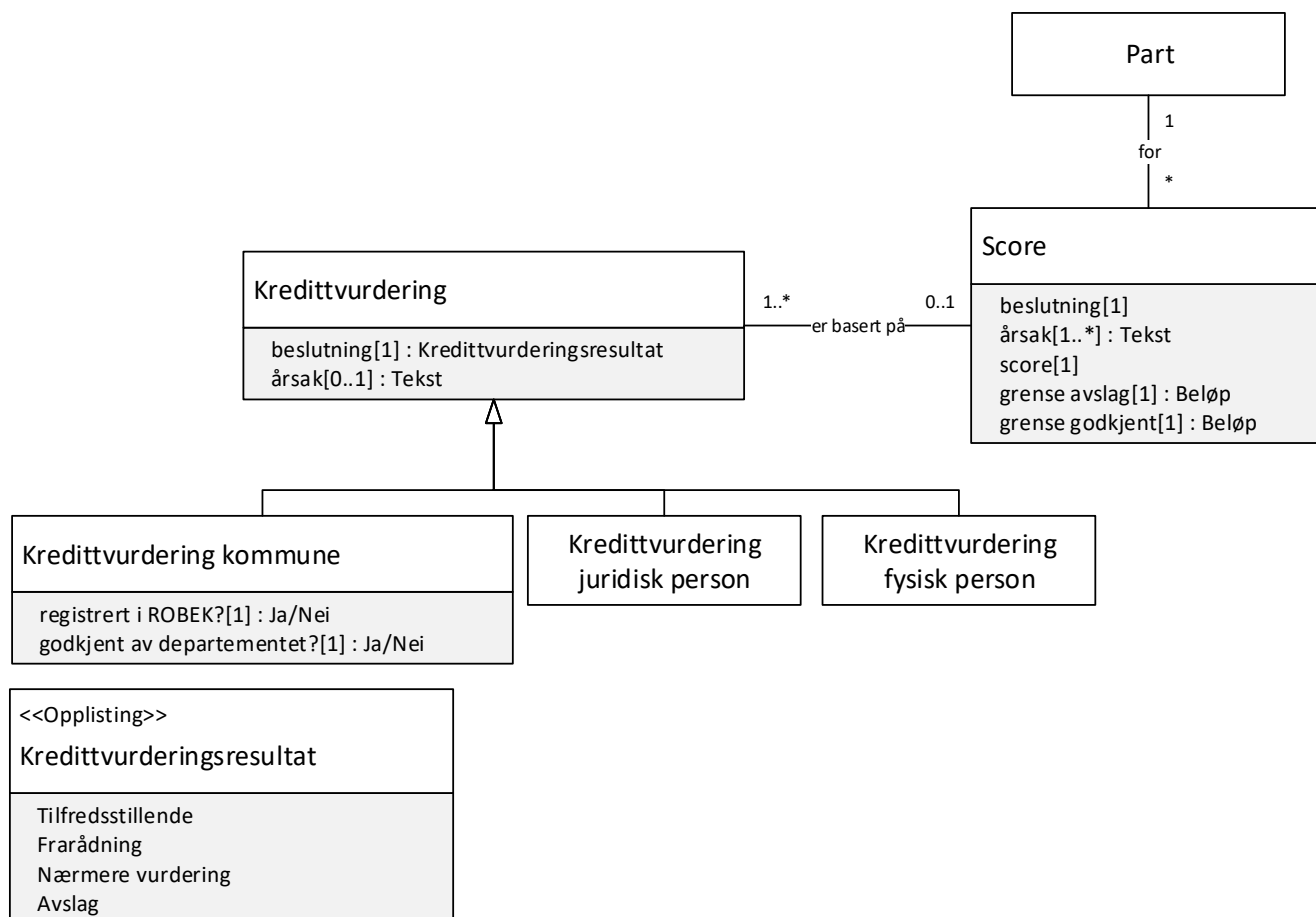 Part
1
for
*
Score
beslutning[1]
årsak[1..*] : Tekst
score[1]
grense avslag[1] : Beløp
grense godkjent[1] : Beløp
Kredittvurdering
beslutning[1] : Kredittvurderingsresultat
årsak[0..1] : Tekst
1..*
er basert på
0..1
Kredittvurdering kommune
registrert i ROBEK?[1] : Ja/Nei
godkjent av departementet?[1] : Ja/Nei
Kredittvurdering
juridisk person
Kredittvurdering
fysisk person
<<Opplisting>>
Kredittvurderingsresultat
Tilfredsstillende
Frarådning
Nærmere vurdering
Avslag